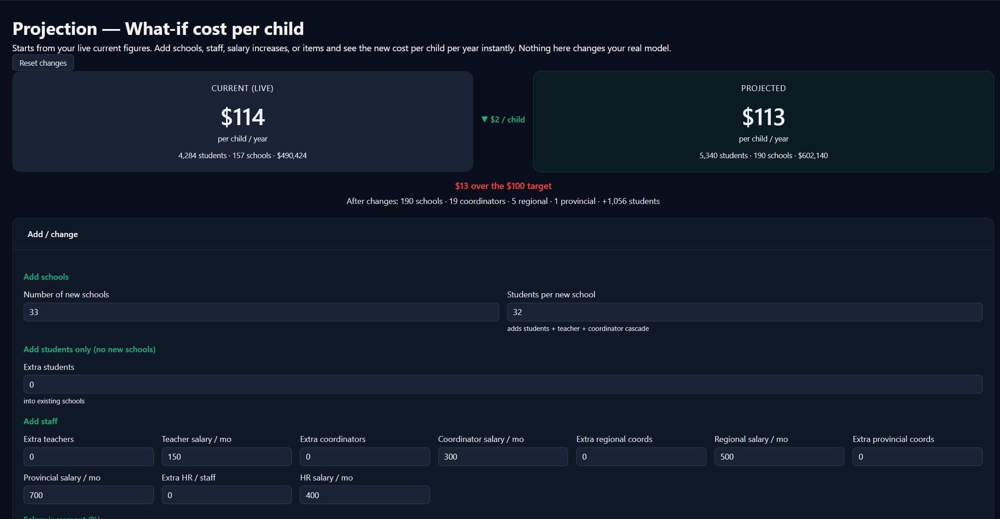 Projection — What-if cost per child
Starts from your live current figures. Add schools, staff, salary increases, or items and see the new cost per child per year instantly. Nothing here changes your real model.
Reset changes
CURRENT (LIVE)
$114
per child / year
4,284 students · 157 schools · $490,424
▼ $2 / child
PROJECTED
$113
per child / year
5,340 students · 190 schools · $602,140
$13 over the $100 target
After changes: 190 schools · 19 coordinators · 5 regional · 1 provincial · +1,056 students
Add / change
Add schools
Number of new schools
33
Students per new school
32
adds students + teacher + coordinator cascade
Add students only (no new schools)
Extra students
0
into existing schools
Add staff
Extra teachers
0
Teacher salary / mo
150
Extra coordinators
0
Coordinator salary / mo
300
Extra regional coords
0
Regional salary / mo
500
Extra provincial coords
0
Provincial salary / mo
700
Extra HR / staff
0
HR salary / mo
400
Salary increment (%)